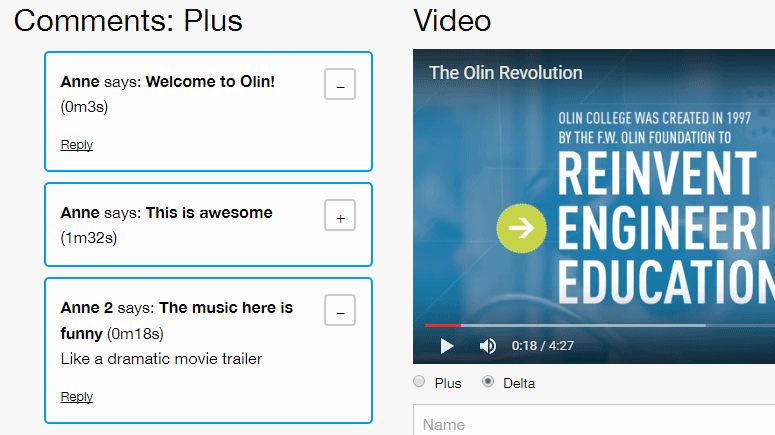 Comments: Plus
Anne says: Welcome to Olin!
(0m3s)
–
Reply
Anne says: This is awesome
(1m32s)
+
Anne 2 says: The music here is
funny (0m18s)
Like a dramatic movie trailer
–
Reply
Video
The Olin Revolution
OLIN COLLEGE WAS CREATED IN 1997
BY THE F.W. OLIN FOUNDATION TO
REINVENT
ENGINEERI
EDUCATION
0:18 / 4:27
Plus
Delta
Name